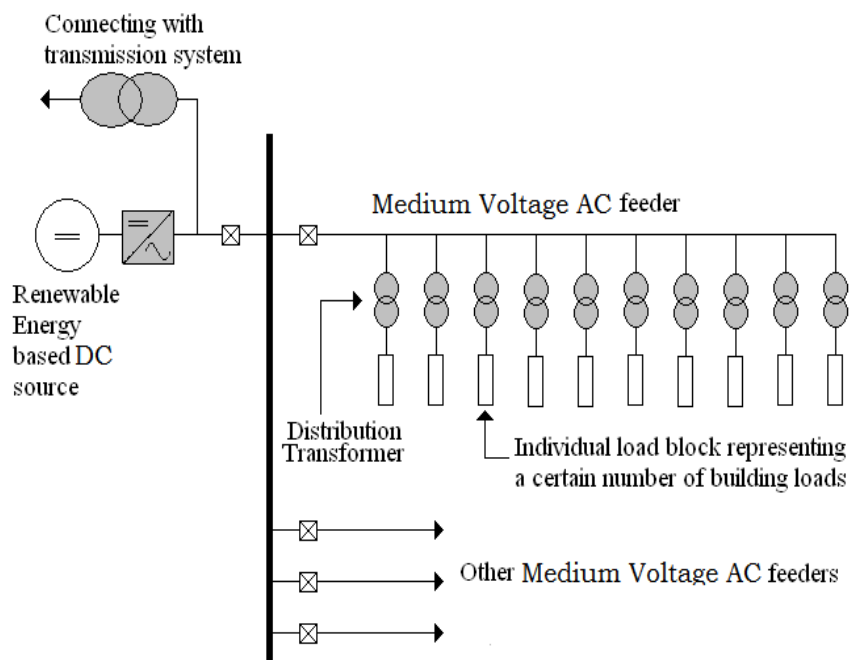 Connecting with
transmission system
Medium Voltage AC feeder
Renewable
Energy
based DC
source
Distribution
Transformer
Individual load block representing
a certain number of building loads
Other Medium Voltage AC feeders